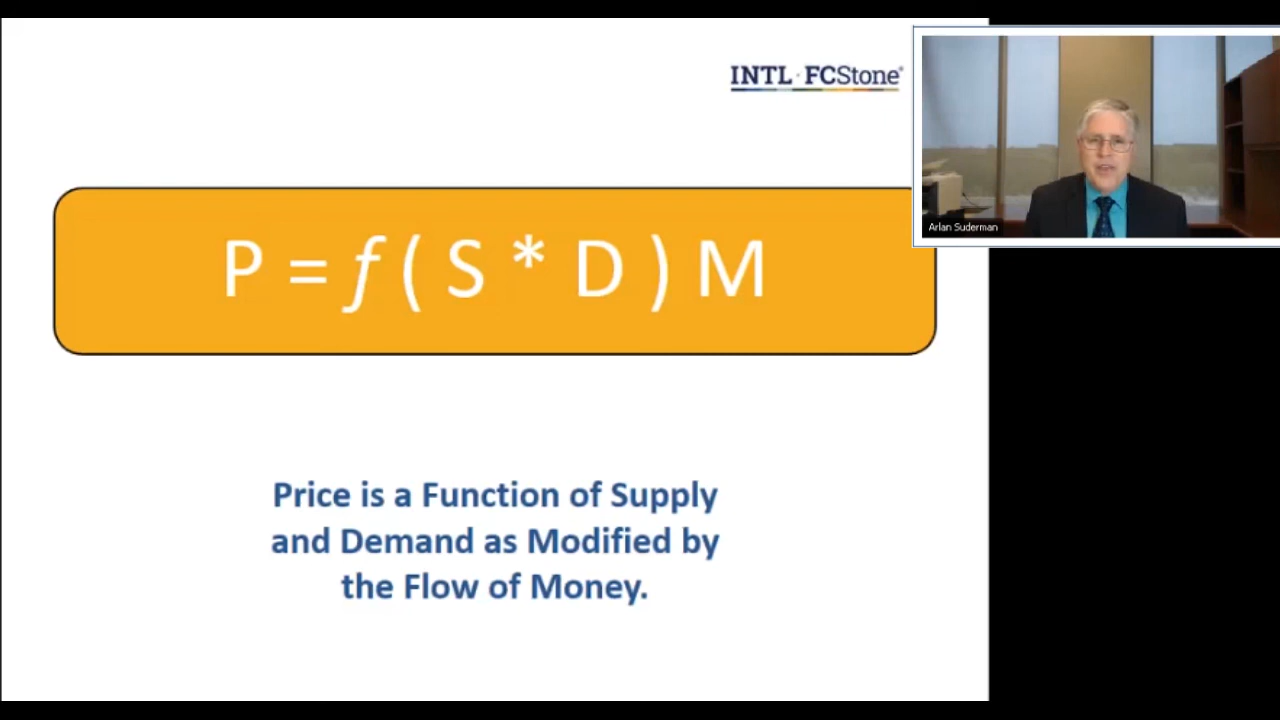 INTL FCStone®
P = f ( S * D ) M
Arlan Suderman
Price is a Function of Supply
and Demand as Modified by
the Flow of Money.